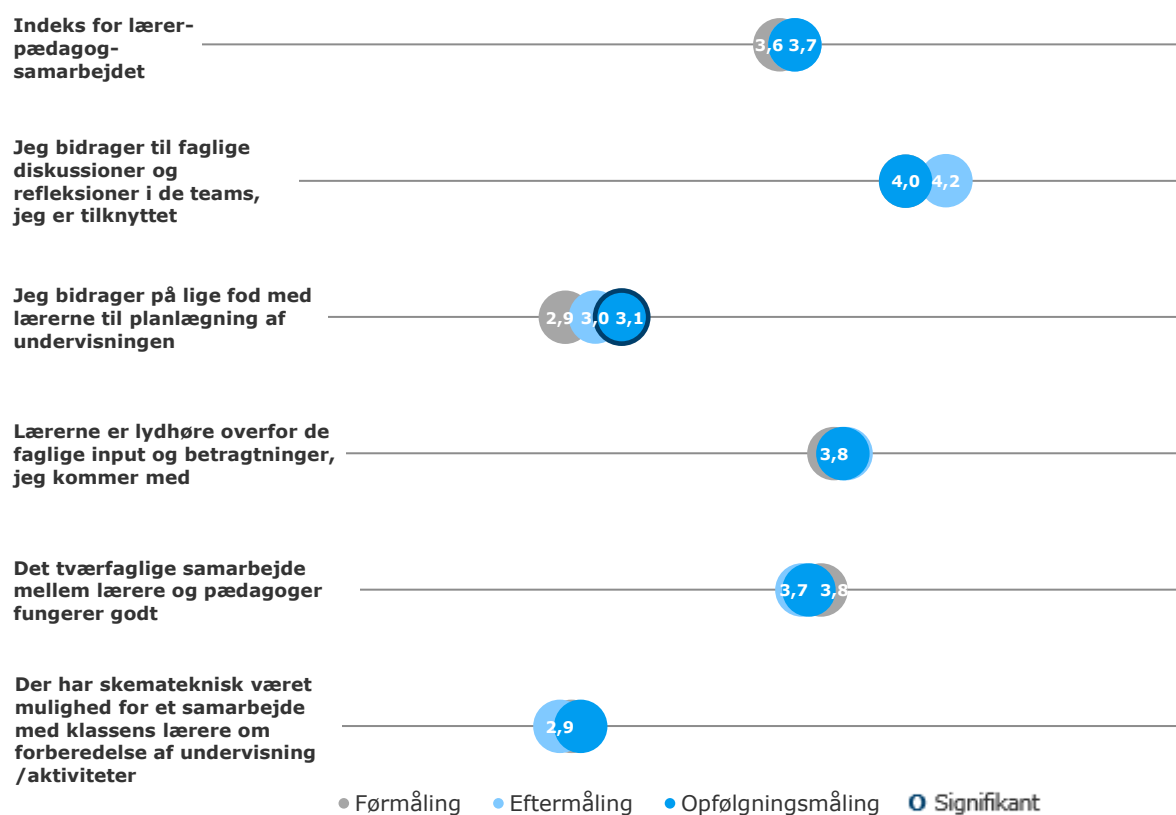 Indeks for lærer-
pædagog-
samarbejdet
3,6 3,7
Jeg bidrager til faglige
diskussioner og
refleksioner i de teams,
jeg er tilknyttet
4,0 4,2
Jeg bidrager på lige fod med
lærerne til planlægning af
undervisningen
2,9 3,0 3,1
Lærerne er lydhøre overfor de
faglige input og betragtninger,
jeg kommer med
3,8
Det tværfaglige samarbejde
mellem lærere og pædagoger
fungerer godt
3,7 3,8
Der har skemateknisk været
mulighed for et samarbejde
med klassens lærere om
forberedelse af undervisning
/aktiviteter
2,9
Førmåling Eftermåling Opfølgningsmåling Signifikant